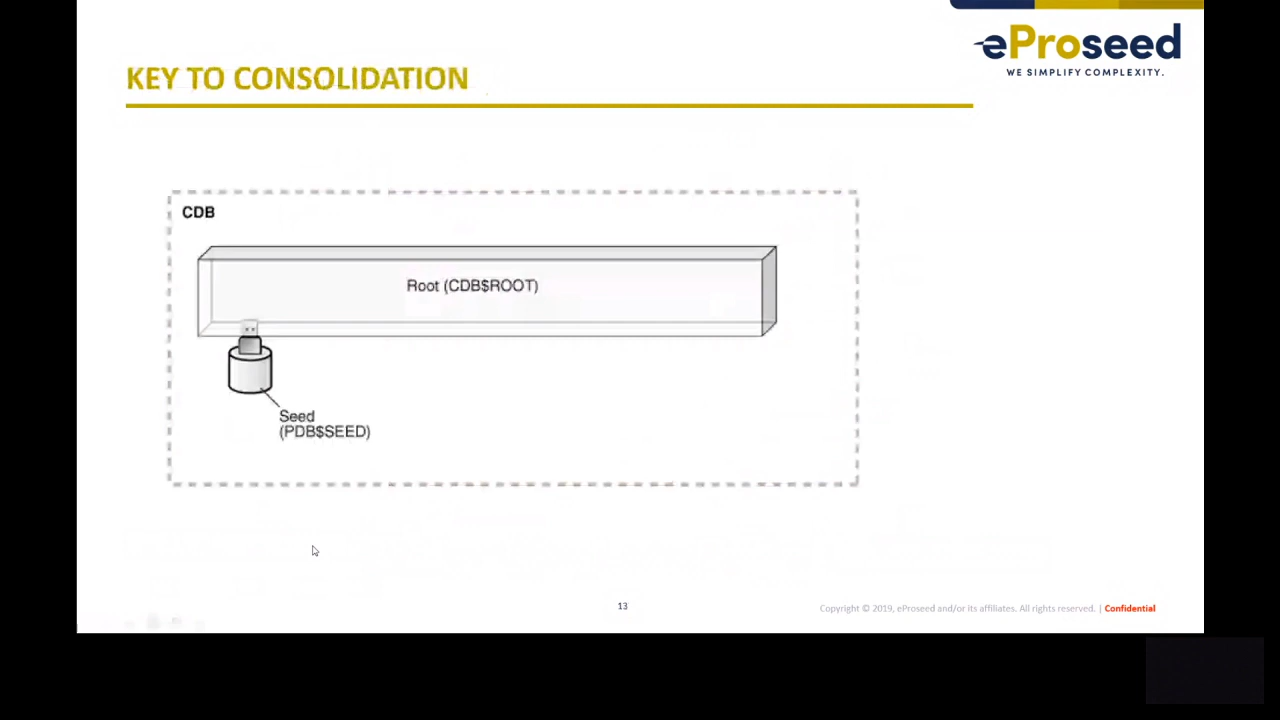 eProseed
WE SIMPLIFY COMPLEXITY.
KEY TO CONSOLIDATION
CDB
Root (CDB$ROOT)
Seed
(PDB$SEED)
13
Copyright © 2019, eProseed and/or its affiliates. All rights reserved. | Confidential